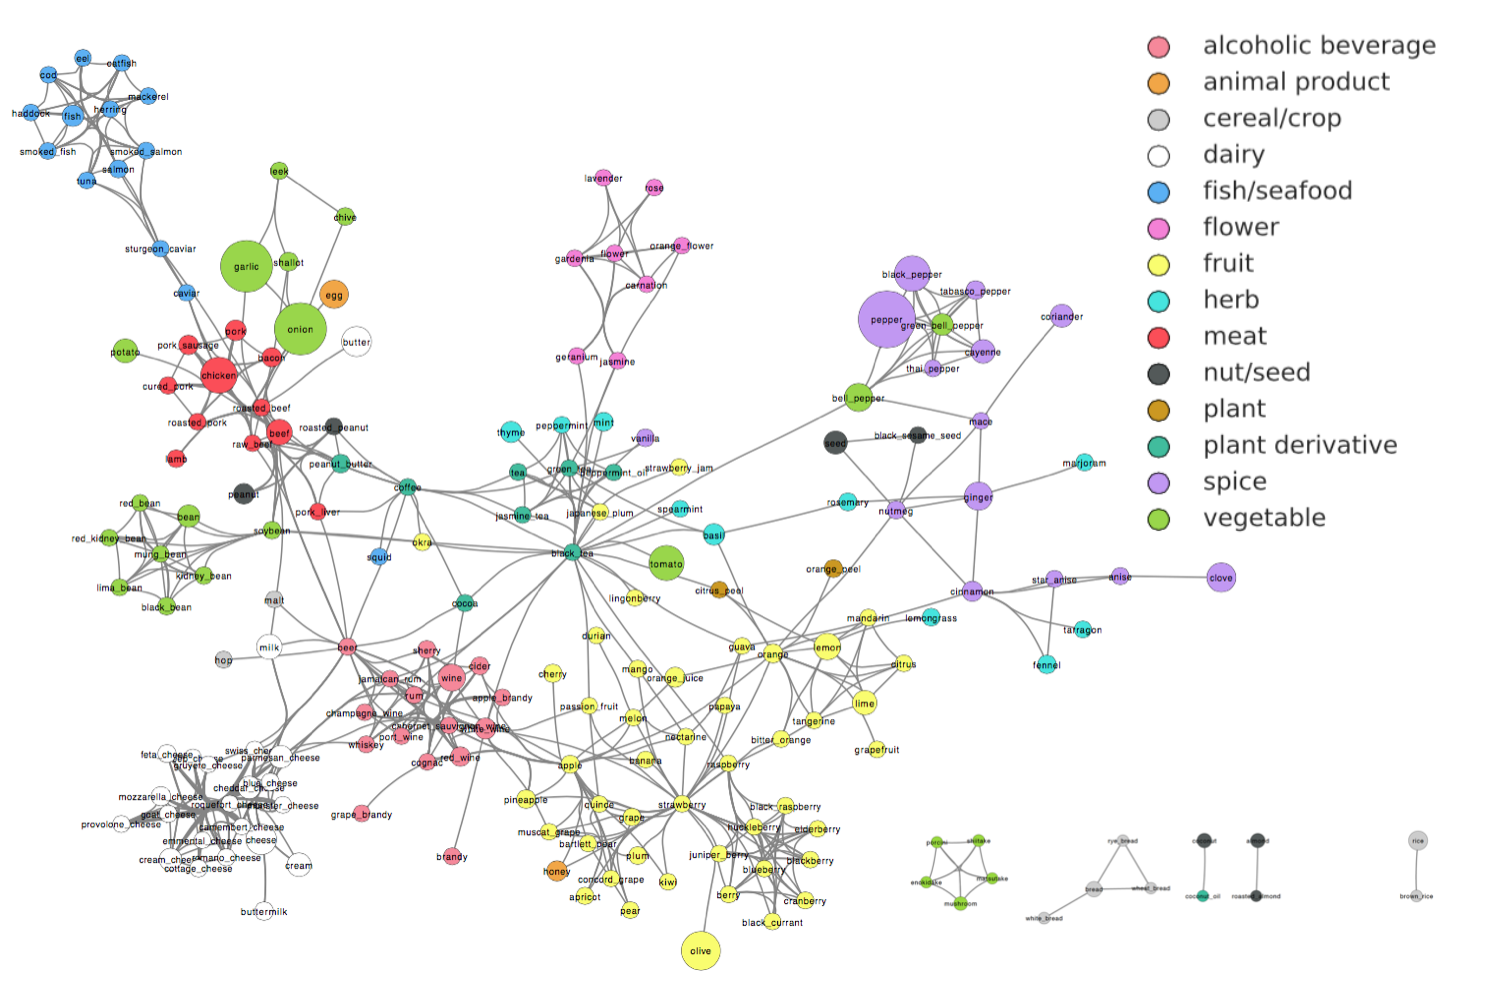 alcoholic beverage
animal product
cereal/crop
dairy
fish/seafood
flower
fruit
herb
meat
nut/seed
plant
plant derivative
spice
vegetable
eel
catfish
cod
mackerel
haddock
fish
herring
smoked_fish
smoked_salmon
salmon
tuna
sturgeon_caviar
caviar
leek
chive
garlic
shallot
egg
onion
butter
potato
pork
pork_sausage
bacon
chicken
cured_pork
roasted_beef
roasted_pork
beef
raw_beef
lamb
roasted_peanut
peanut_butter
peanut
coffee
pork_liver
soybean
squid
okra
red_bean
bean
red_kidney_bean
mung_bean
kidney_bean
lima_bean
black_bean
malt
milk
hop
beer
cocoa
lavender
rose
orange_flower
gardenia
flower
carnation
geranium
jasmine
thyme
peppermint
mint
vanilla
tea
green_tea
peppermint_oil
strawberry_jam
jasmine_tea
japanese_plum
spearmint
basil
black_tea
tomato
citrus_peel
orange_peel
lingonberry
black_pepper
tabasco_pepper
pepper
green_bell_pepper
cayenne
thai_pepper
bell_pepper
coriander
mace
seed
black_sesame_seed
marjoram
rosemary
nutmeg
ginger
cinnamon
star_anise
anise
clove
tarragon
fennel
lemongrass
mandarin
durian
guava
orange
lemon
citrus
mango
orange_juice
cherry
passion_fruit
melon
papaya
lime
tangerine
grapefruit
bitter_orange
nectarine
banana
raspberry
apple
pineapple
quince
strawberry
grape
black_raspberry
huckleberry
elderberry
muscat_grape
bartlett_pear
plum
juniper_berry
blueberry
blackberry
honey
concord_grape
kiwi
apricot
pear
berry
cranberry
black_currant
olive
sherry
cider
jamaican_rum
wine
rum
apple_brandy
champagne_wine
cabernet_sauvignon_wine
white_wine
port_wine
whiskey
cognac
red_wine
grape_brandy
brandy
feta_cheese
gruyere_cheese
parmesan_cheese
blue_cheese
mozzarella_cheese
roquefort_cheese
munster_cheese
goat_cheese
provolone_cheese
camembert_cheese
emmental_cheese
cheese
romano_cheese
cottage_cheese
cream
buttermilk
porcini
shiitake
enokidake
matsutake
mushroom
rye_bread
bread
wheat_bread
white_bread
coconut
coconut_oil
almond
roasted_almond
rice
brown_rice